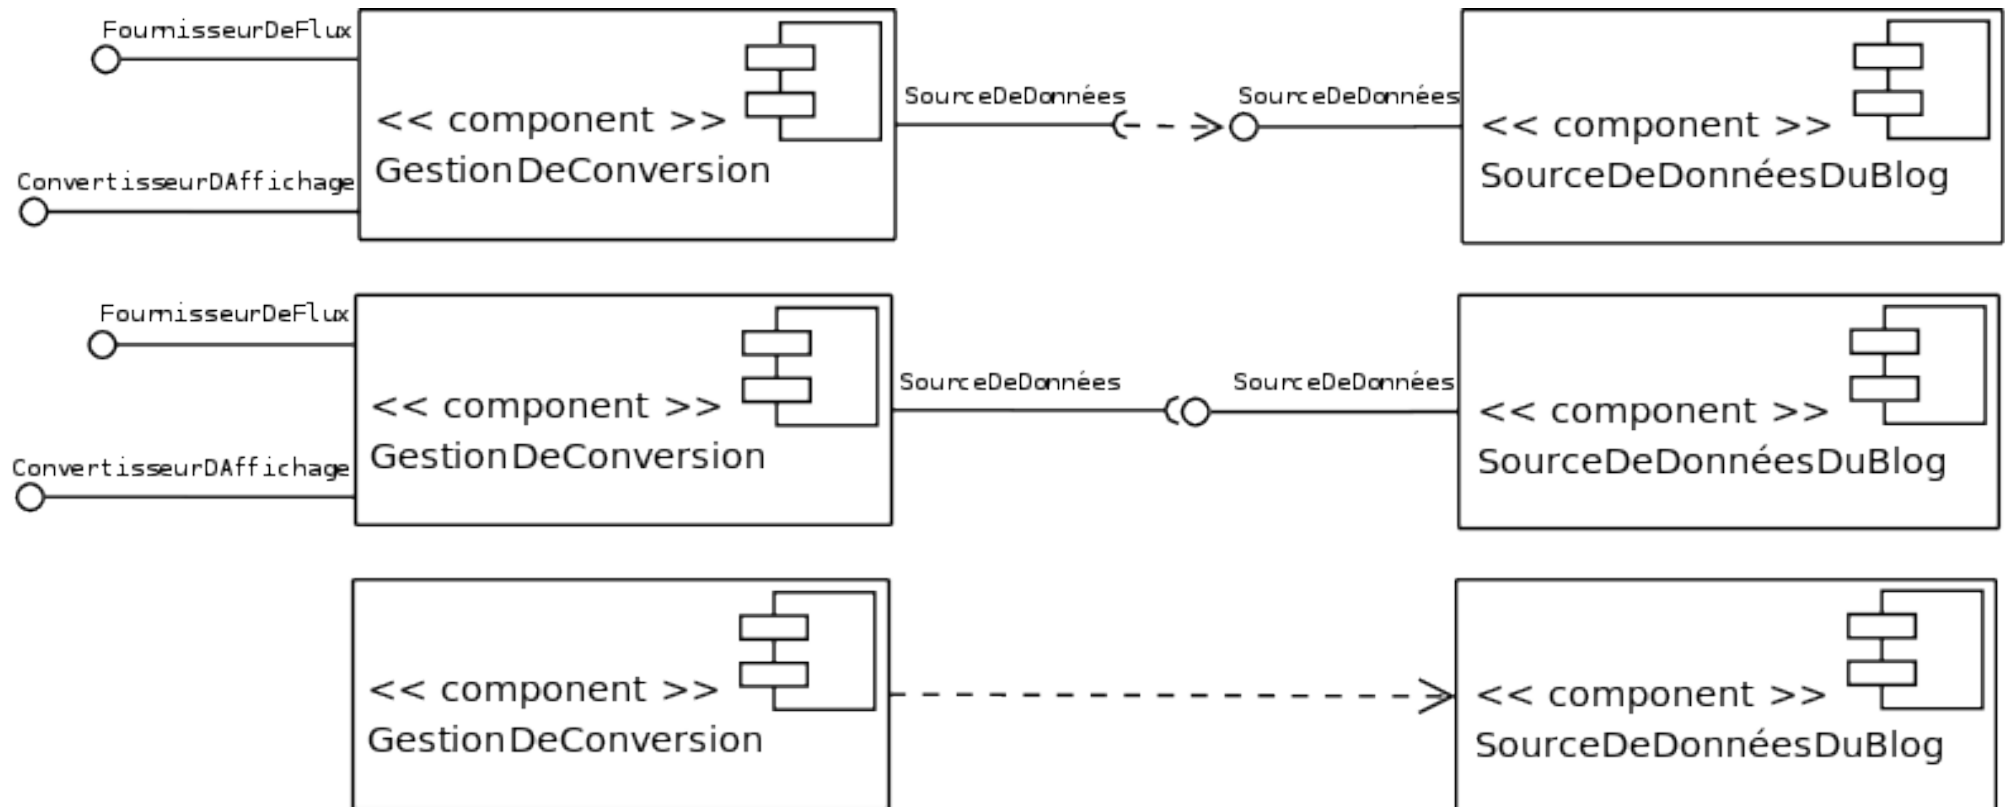 FournisseurDeFlux
SourceDeDonnées
SourceDeDonnées
<< component >>
GestionDeConversion
<< component >>
SourceDeDonnéesDuBlog
ConvertisseurDAffichage
FournisseurDeFlux
SourceDeDonnées
SourceDeDonnées
<< component >>
GestionDeConversion
<< component >>
SourceDeDonnéesDuBlog
ConvertisseurDAffichage
<< component >>
GestionDeConversion
<< component >>
SourceDeDonnéesDuBlog